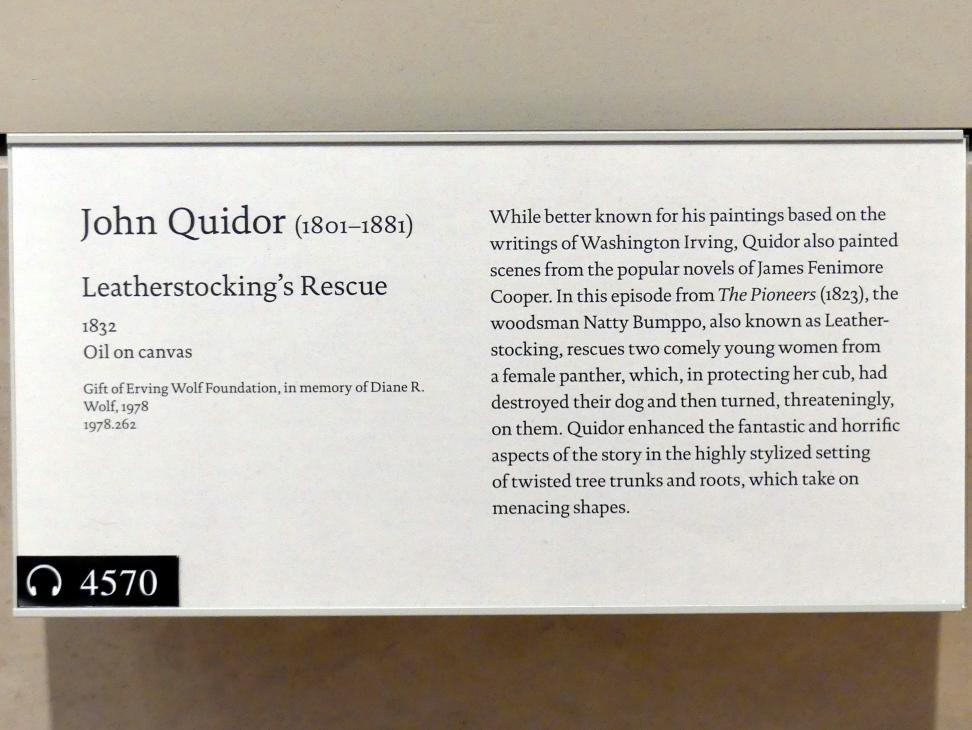 John Quidor (1801–1881)
Leatherstocking's Rescue
1832
Oil on canvas
Gift of Erving Wolf Foundation, in memory of Diane R.
Wolf, 1978
1978.262
While better known for his paintings based on the
writings of Washington Irving, Quidor also painted
scenes from the popular novels of James Fenimore
Cooper. In this episode from The Pioneers (1823), the
woodsman Natty Bumppo, also known as Leather-
stocking, rescues two comely young women from
a female panther, which, in protecting her cub, had
destroyed their dog and then turned, threateningly,
on them. Quidor enhanced the fantastic and horrific
aspects of the story in the highly stylized setting
of twisted tree trunks and roots, which take on
menacing shapes.
4570